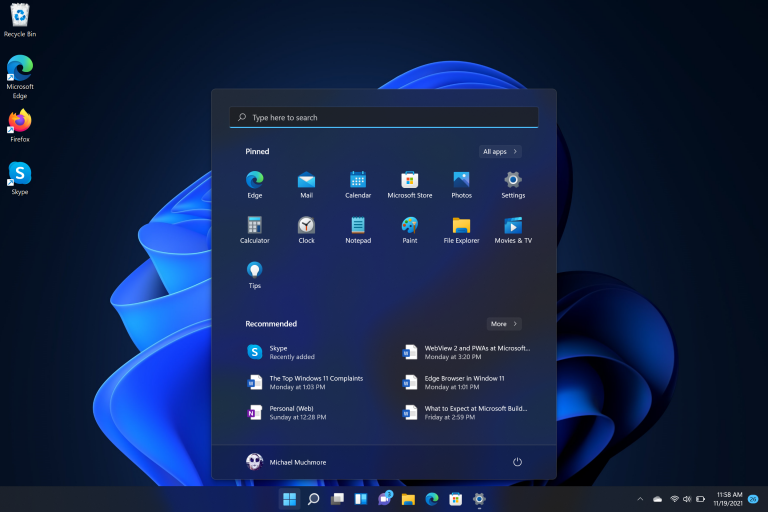 Recycle Bin
Microsoft
Edge
Firefox
Skype
Type here to search
Pinned
All apps
Edge
Mail
Calendar
Microsoft Store
Photos
Settings
Calculator
Clock
Notepad
Paint
File Explorer
Movies & TV
Tips
Recommended
More
Skype
Recently added
WebView 2 and PWAs at Microsoft...
Monday at 3:20 PM
The Top Windows 11 Complaints
Monday at 1:03 PM
Edge Browser in Window 11
Monday at 1:01 PM
Personal (Web)
Sunday at 12:28 PM
What to Expect at Microsoft Build...
Friday at 2:59 PM
Michael Muchmore
11:58 AM
11/19/2021
26